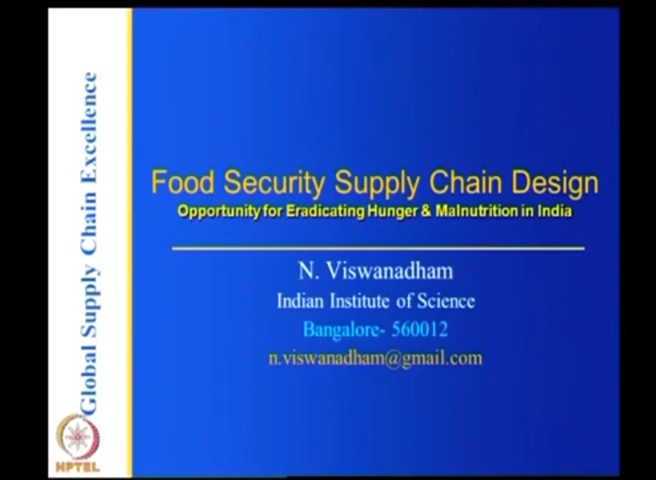 Global Supply Chain Excellence
Food Security Supply Chain Design
Opportunity for Eradicating Hunger & Malnutrition in India
N. Viswanadham
Indian Institute of Science
Bangalore- 560012
n.viswanadham@gmail.com
NPTEL